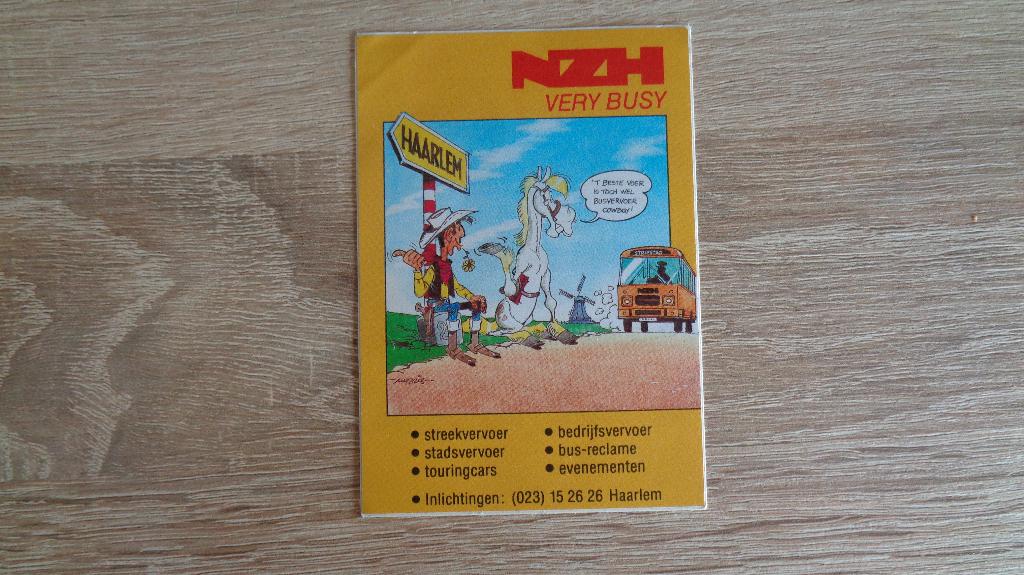 NZH
VERY BUSY
HAARLEM
'T BESTE VOER
IS TOCH WEL
BUSVERVOER
COWBOY!
NZH
• streekvervoer
• stadsvervoer
• touringcars
• bedrijfsvervoer
• bus-reclame
• evenementen
• Inlichtingen: (023) 15 26 26 Haarlem